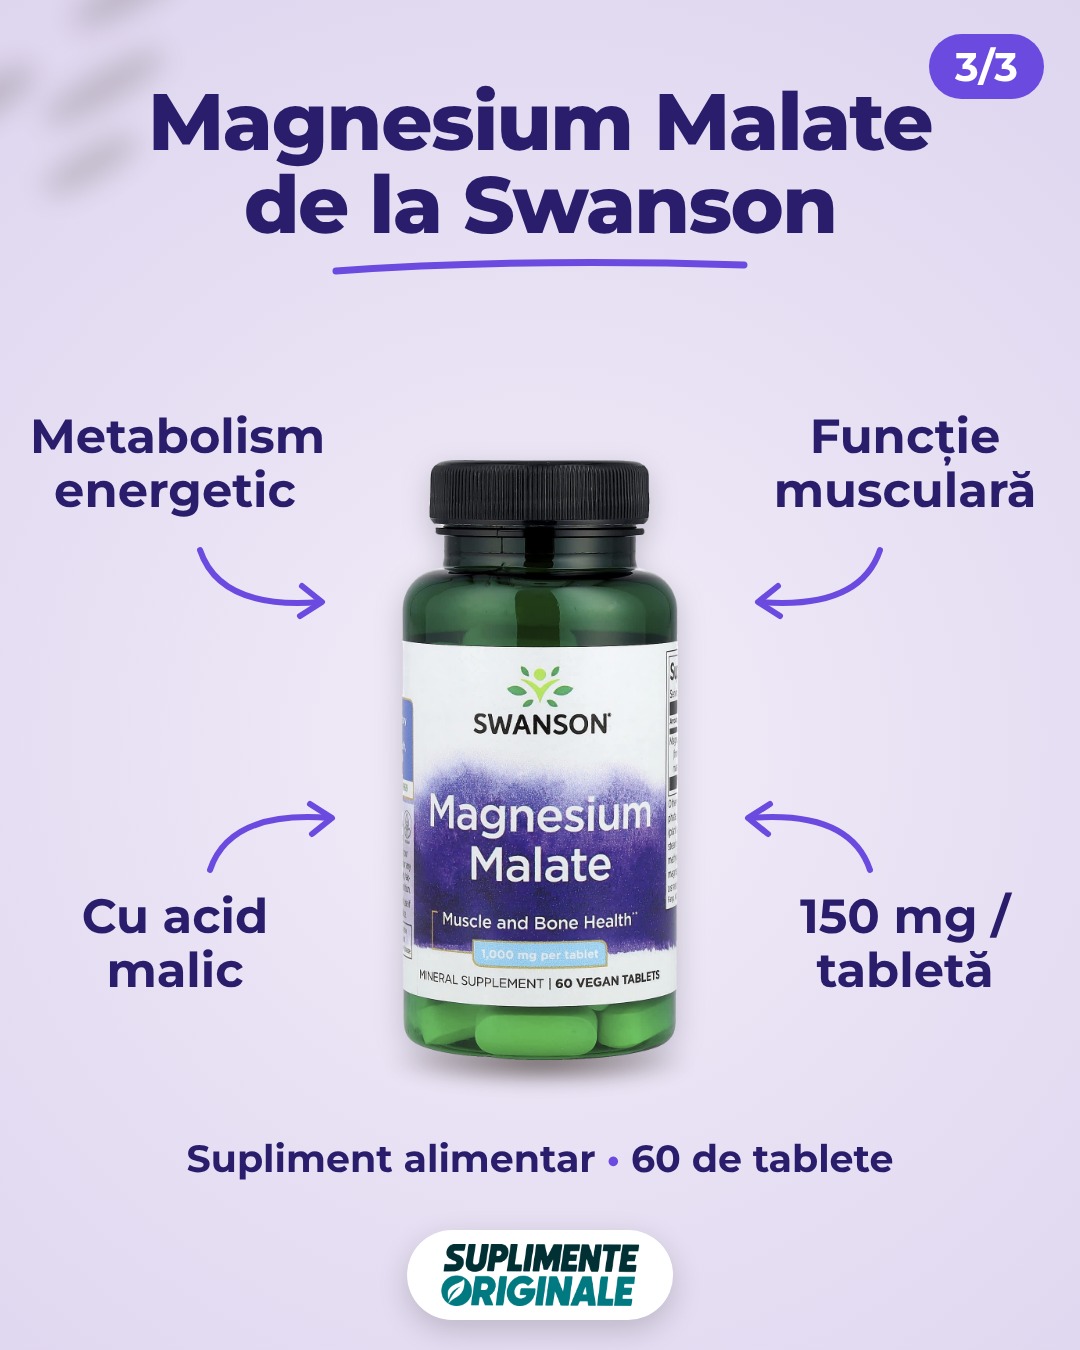 3/3
Magnesium Malate
de la Swanson
Metabolism
energetic
Funcție
musculară
SWANSON
Magnesium
Malate
Muscle and Bone Health
1,000 mg per tablet
MINERAL SUPPLEMENT | 60 VEGAN TABLETS
Cu acid
malic
150 mg /
tabletă
Supliment alimentar • 60 de tablete
SUPLIMENTE
ORIGINALE